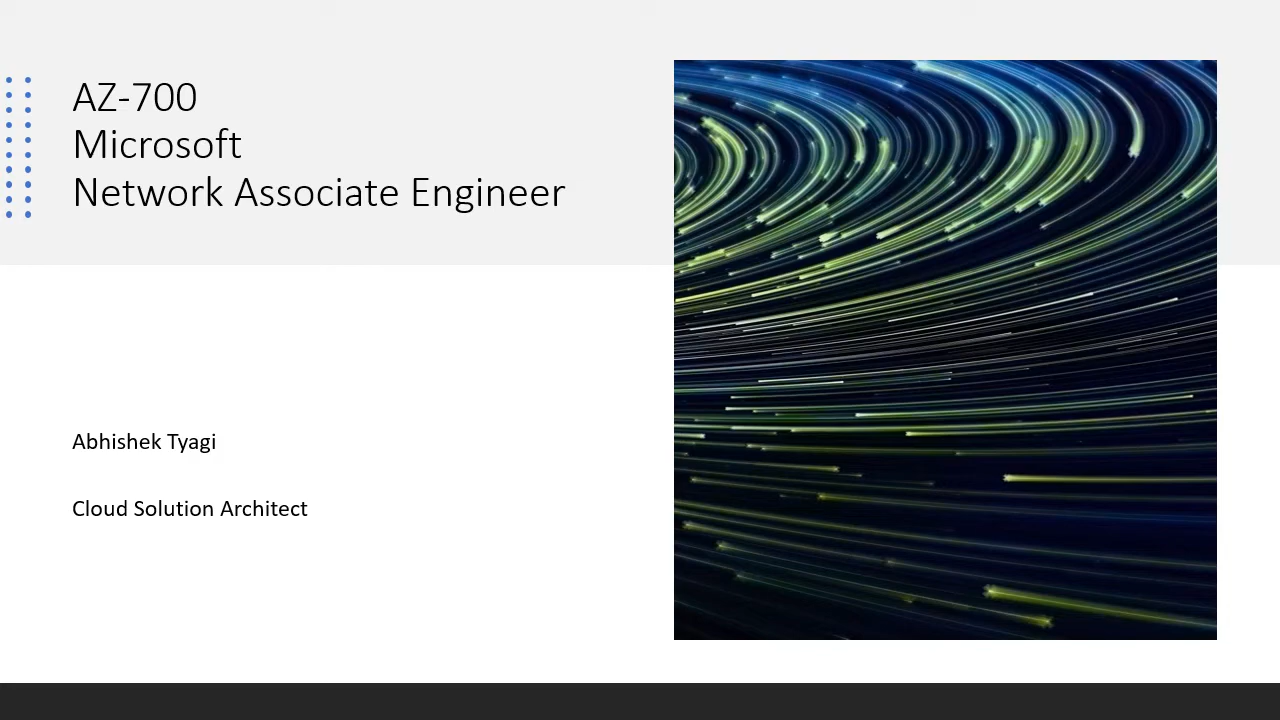 AZ-700
Microsoft
Network Associate Engineer
Abhishek Tyagi
Cloud Solution Architect